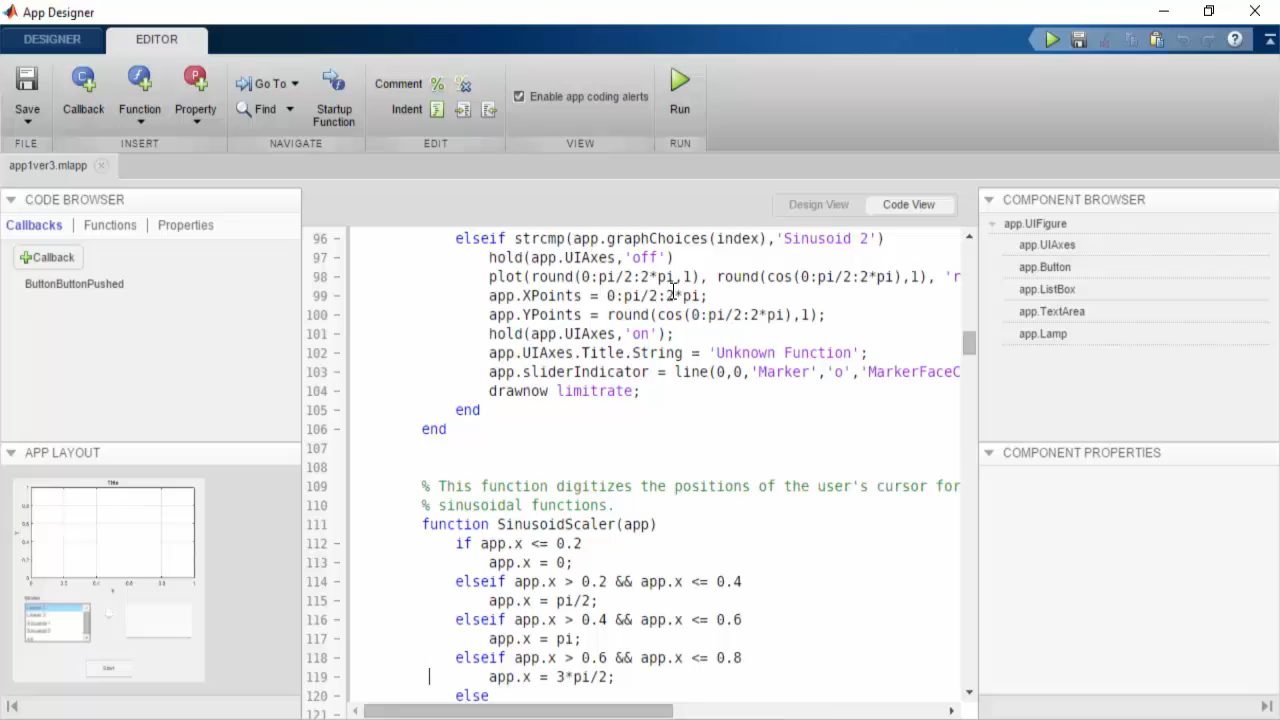 App Designer
DESIGNER
EDITOR
Save
Callback
Function
Property
Go To
Find
Startup
Function
Comment
Indent
Enable app coding alerts
Run
FILE
INSERT
NAVIGATE
EDIT
VIEW
RUN
app1ver3.mlapp
CODE BROWSER
Callbacks
Functions
Properties
Callback
ButtonButtonPushed
APP LAYOUT
Title
Start
Design View
Code View
96 - elseif strcmp(app.graphChoices(index),'Sinusoid 2')
97 - hold(app.UIAxes,'off')
98 - plot(round(0:pi/2:2*pi,1), round(cos(0:pi/2:2*pi),1), 'r
99 - app.XPoints = 0:pi/2:2*pi;
100 - app.YPoints = round(cos(0:pi/2:2*pi),1);
101 - hold(app.UIAxes,'on');
102 - app.UIAxes.Title.String = 'Unknown Function';
103 - app.sliderIndicator = line(0,0,'Marker','o','MarkerFaceC
104 - drawnow limitrate;
105 - end
106 - end
107
108
109 % This function digitizes the positions of the user's cursor for
110 % sinusoidal functions.
111 function SinusoidScaler(app)
112 - if app.x <= 0.2
113 - app.x = 0;
114 - elseif app.x > 0.2 && app.x <= 0.4
115 - app.x = pi/2;
116 - elseif app.x > 0.4 && app.x <= 0.6
117 - app.x = pi;
118 - elseif app.x > 0.6 && app.x <= 0.8
119 - app.x = 3*pi/2;
120 - else
121
COMPONENT BROWSER
app.UIFigure
app.UIAxes
app.Button
app.ListBox
app.TextArea
app.Lamp
COMPONENT PROPERTIES